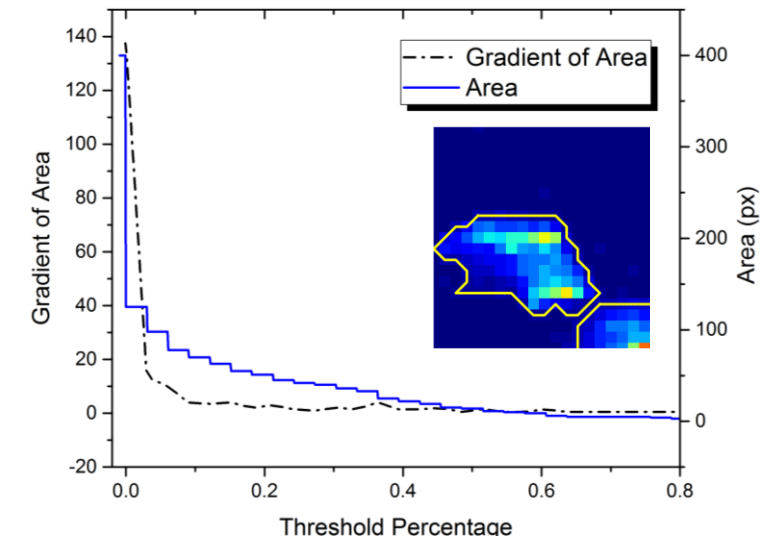 Gradient of Area
Area
140
120
100
80
60
40
20
0
-20
Gradient of Area
400
300
200
100
0
Area (px)
0.0 0.2 0.4 0.6 0.8
Threshold Percentage